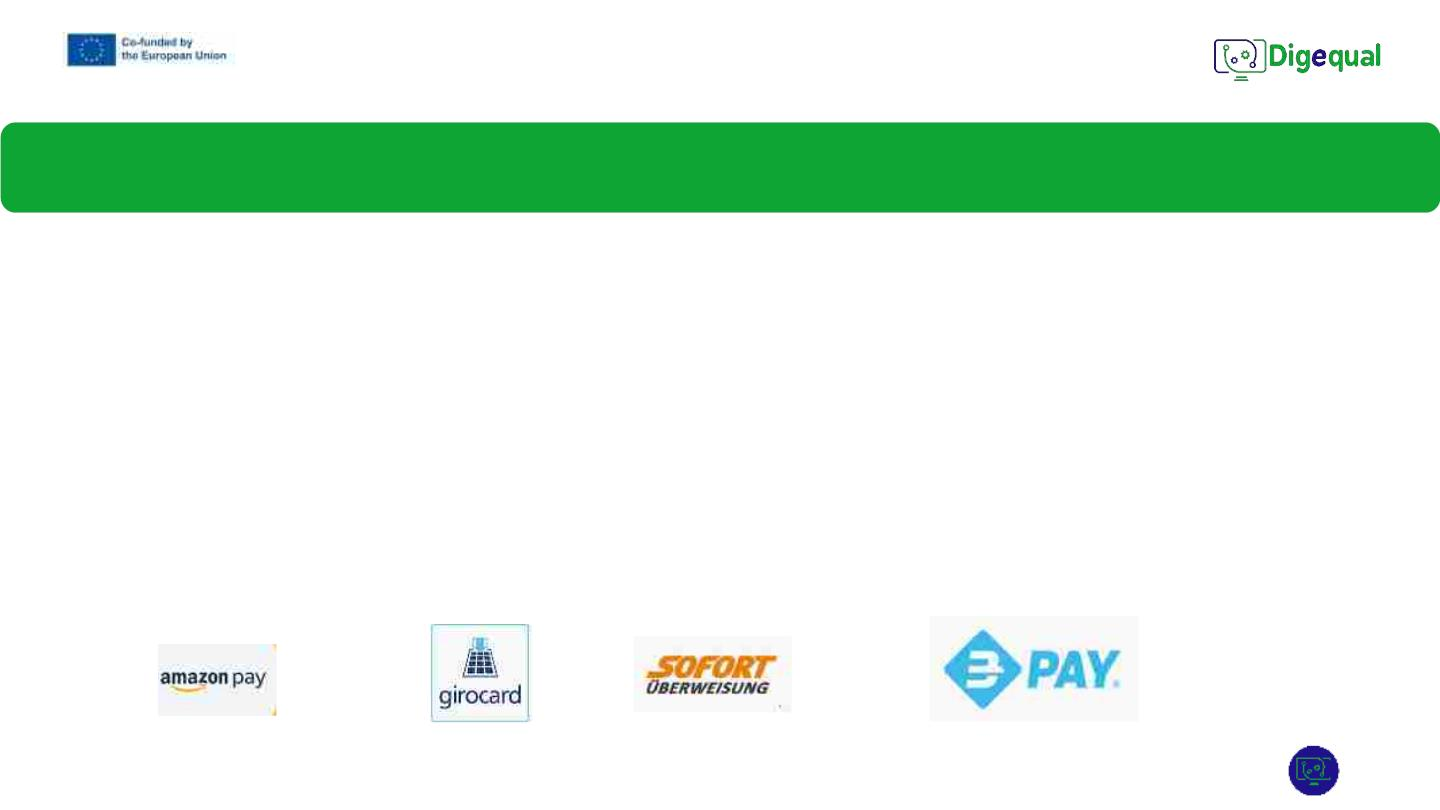 Co-funded by
the European Union
Digequal
amazon pay
girocard
SOFORT
ÜBERWEISUNG
PAY